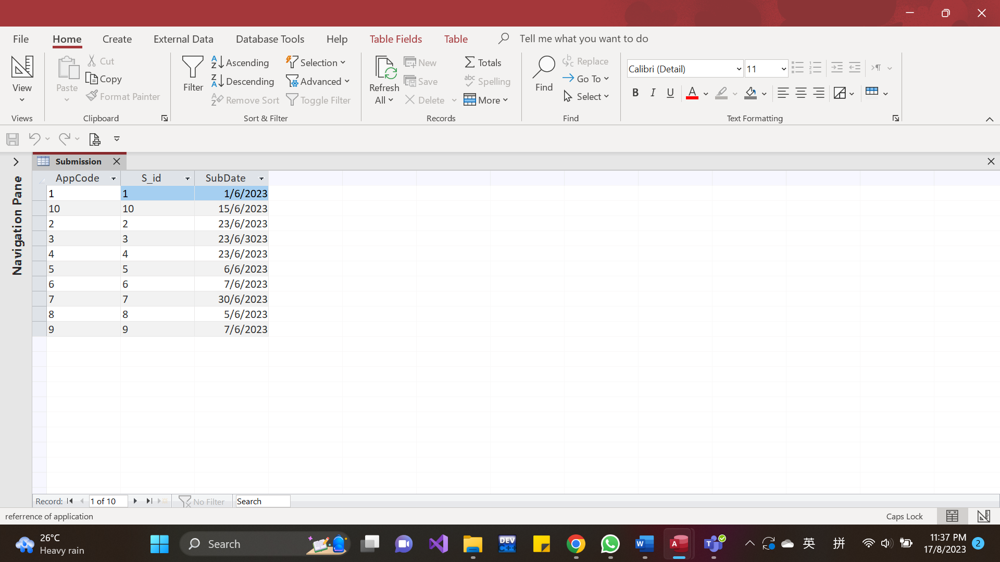 File Home Create External Data Database Tools Help Table Fields Table Tell me what you want to do
View
Views
Paste
Cut
Copy
Format Painter
Clipboard
Filter
Ascending
Descending
Remove Sort
Selection
Advanced
Toggle Filter
Sort & Filter
Refresh
All
New
Save
Delete
Totals
Spelling
More
Records
Find
Replace
Go To
Select
Find
Calibri (Detail) 11
B I U A
Text Formatting
Navigation Pane
Submission
AppCode S_id SubDate
1 1 1/6/2023
10 10 15/6/2023
2 2 23/6/2023
3 3 23/6/3023
4 4 23/6/2023
5 5 6/6/2023
6 6 7/6/2023
7 7 30/6/2023
8 8 5/6/2023
9 9 7/6/2023
Record: 1 of 10 No Filter Search
referrence of application Caps Lock
26°C
Heavy rain
Search
DEV
C++
W
A
T
英
拼
11:37 PM
17/8/2023
2